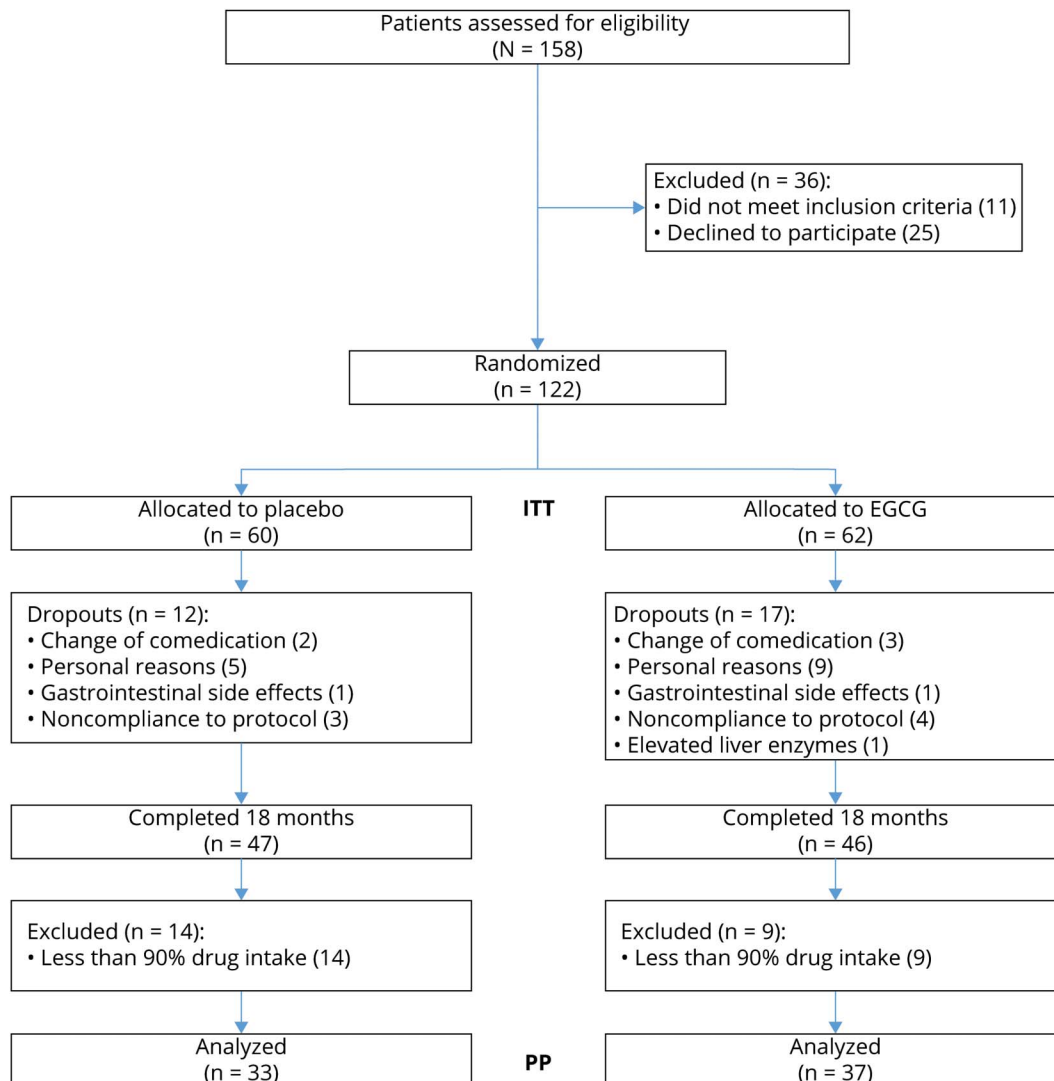 Patients assessed for eligibility
(N = 158)
Excluded (n = 36):
• Did not meet inclusion criteria (11)
• Declined to participate (25)
Randomized
(n = 122)
Allocated to placebo
(n = 60)
ITT
Allocated to EGCG
(n = 62)
Dropouts (n = 12):
• Change of comedication (2)
• Personal reasons (5)
• Gastrointestinal side effects (1)
• Noncompliance to protocol (3)
Dropouts (n = 17):
• Change of comedication (3)
• Personal reasons (9)
• Gastrointestinal side effects (1)
• Noncompliance to protocol (4)
• Elevated liver enzymes (1)
Completed 18 months
(n = 47)
Completed 18 months
(n = 46)
Excluded (n = 14):
• Less than 90% drug intake (14)
Excluded (n = 9):
• Less than 90% drug intake (9)
Analyzed
(n = 33)
PP
Analyzed
(n = 37)